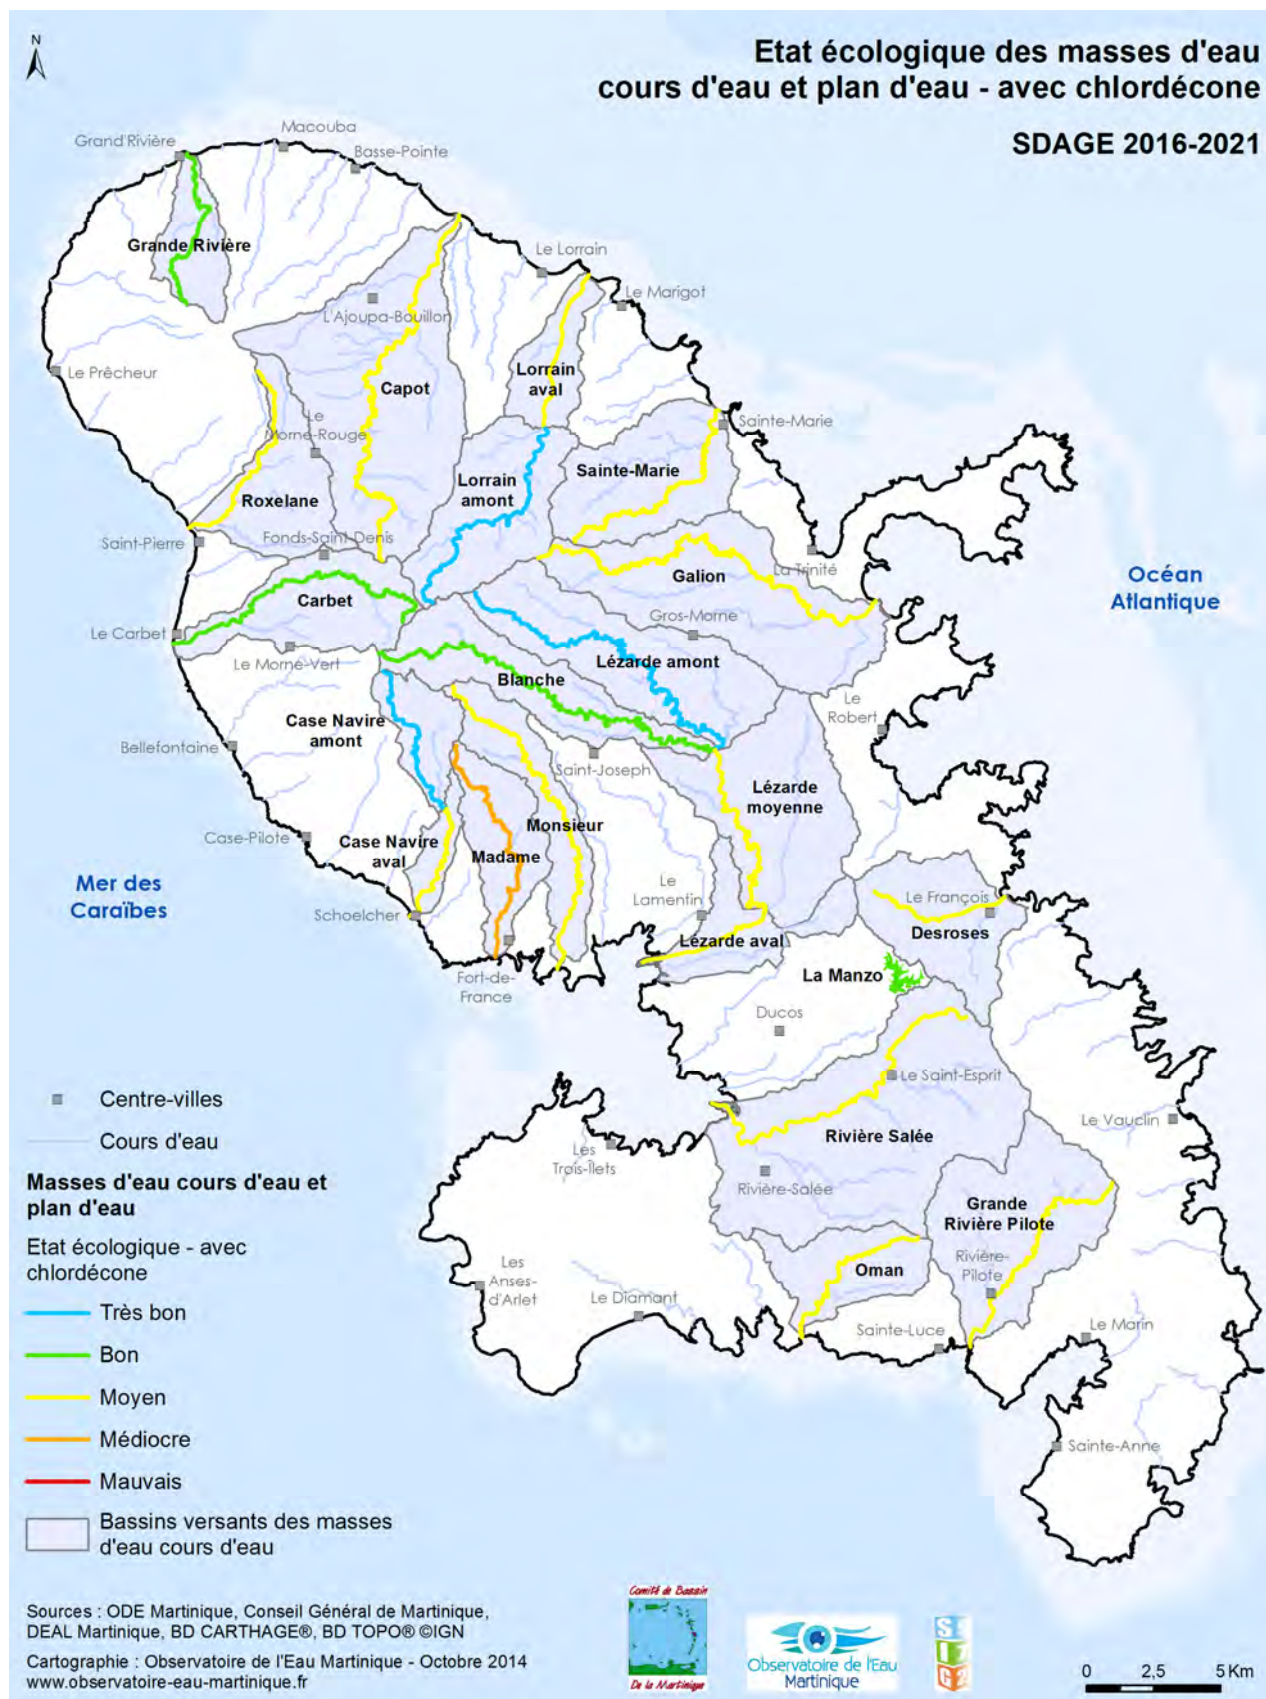 N
Etat écologique des masses d'eau
cours d'eau et plan d'eau - avec chlordécone
SDAGE 2016-2021
Macouba
Grand'Rivière
Basse-Pointe
Grande Rivière
Le Lorrain
Le Marigot
L'Ajoupa-Bouillon
Le Prêcheur
Capot
Lorrain
aval
Le
Morne-Rouge
Sainte-Marie
Sainte-Marie
Lorrain
amont
Roxelane
Saint-Pierre
Fonds-Saint-Denis
La Trinité
Galion
Océan
Atlantique
Carbet
Gros-Morne
Le Carbet
Le Morne-Vert
Lézarde amont
Blanche
Le
Robert
Case Navire
amont
Bellefontaine
Saint-Joseph
Lézarde
moyenne
Case-Pilote
Case Navire
aval
Monsieur
Madame
Mer des
Caraïbes
Le
Lamentin
Le François
Schoelcher
Desroses
Lézarde aval
La Manzo
Fort-de-
France
Ducos
Le Saint-Esprit
Centre-villes
Le Vauclin
Cours d'eau
Rivière Salée
Les
Trois-Îlets
Masses d'eau cours d'eau et
plan d'eau
Rivière-Salée
Grande
Rivière Pilote
Etat écologique - avec
chlordécone
Rivière-
Pilote
Oman
Les
Anses-
d'Arlet
Le Diamant
Très bon
Sainte-Luce
Le Marin
Bon
Moyen
Médiocre
Sainte-Anne
Mauvais
Bassins versants des masses
d'eau cours d'eau
Sources : ODE Martinique, Conseil Général de Martinique,
DEAL Martinique, BD CARTHAGE®, BD TOPO® ©IGN
Cartographie : Observatoire de l'Eau Martinique - Octobre 2014
www.observatoire-eau-martinique.fr
Comité de Bassin
De la Martinique
Observatoire de l'Eau
Martinique
S
I
G
0 2,5 5 Km